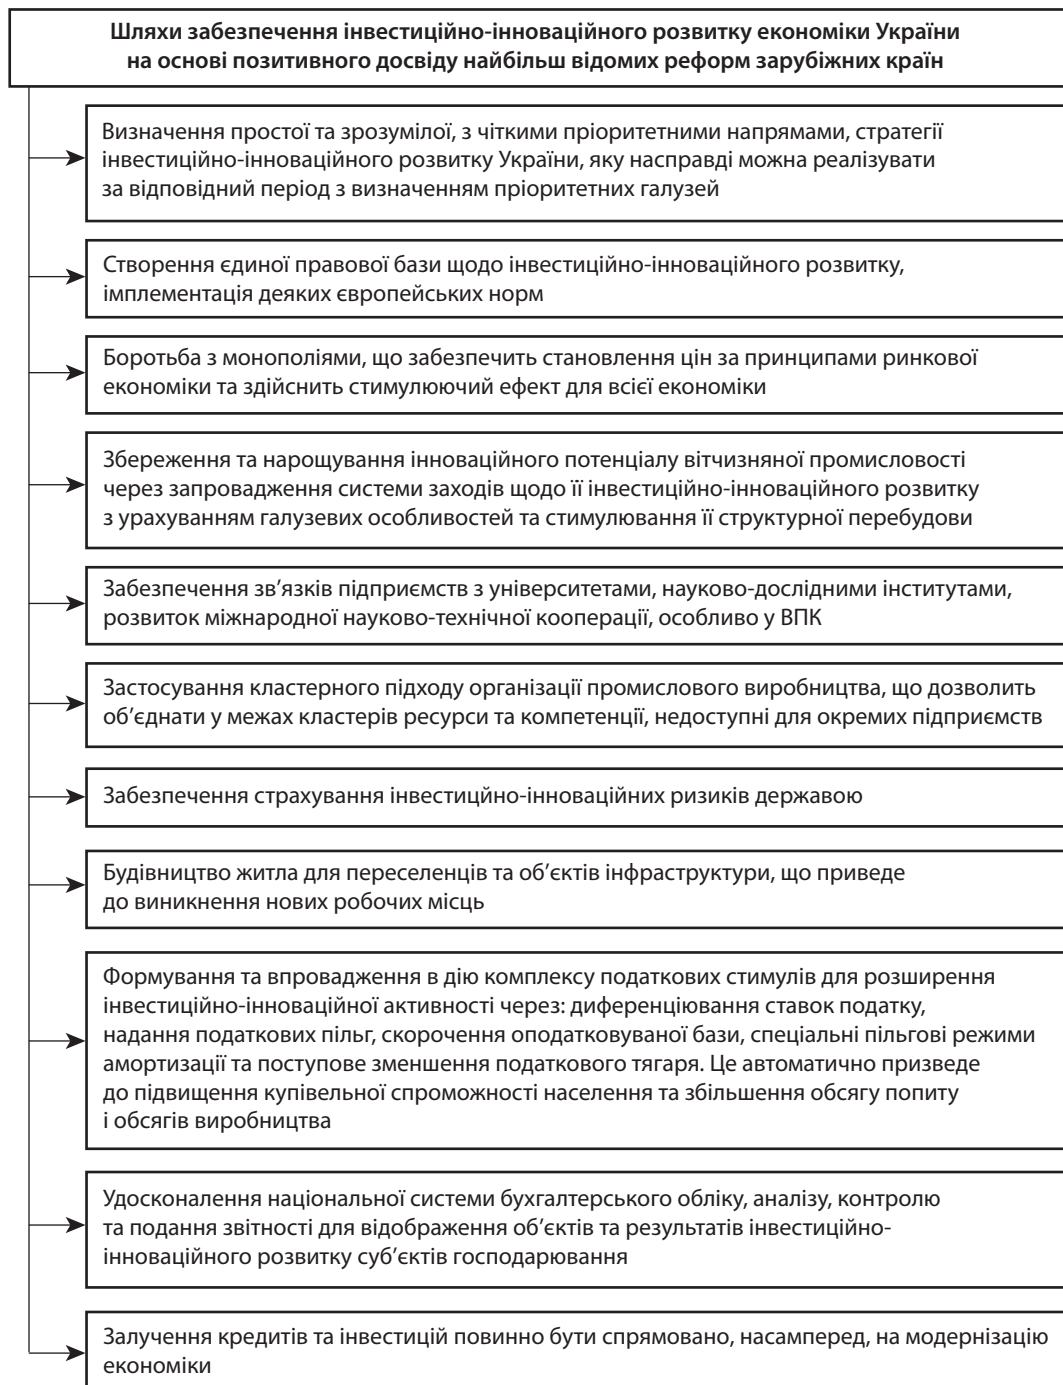 Шляхи забезпечення інвестиційно-інноваційного розвитку економіки України
на основі позитивного досвіду найбільш відомих реформ зарубіжних країн
Визначення простої та зрозумілої, з чіткими пріоритетними напрямами, стратегії
інвестиційно-інноваційного розвитку України, яку насправді можна реалізувати
за відповідний період з визначенням пріоритетних галузей
Створення єдиної правової бази щодо інвестиційно-інноваційного розвитку,
імплементація деяких європейських норм
Боротьба з монополіями, що забезпечить становлення цін за принципами ринкової
економіки та здійснить стимулюючий ефект для всієї економіки
Збереження та нарощування інноваційного потенціалу вітчизняної промисловості
через запровадження системи заходів щодо її інвестиційно-інноваційного розвитку
з урахуванням галузевих особливостей та стимулювання її структурної перебудови
Забезпечення зв’язків підприємств з університетами, науково-дослідними інститутами,
розвиток міжнародної науково-технічної кооперації, особливо у ВПК
Застосування кластерного підходу організації промислового виробництва, що дозволить
об’єднати у межах кластерів ресурси та компетенції, недоступні для окремих підприємств
Забезпечення страхування інвестицйно-інноваційних ризиків державою
Будівництво житла для переселенців та об’єктів інфраструктури, що приведе
до виникнення нових робочих місць
Формування та впровадження в дію комплексу податкових стимулів для розширення
інвестиційно-інноваційної активності через: диференціювання ставок податку,
надання податкових пільг, скорочення оподатковуваної бази, спеціальні пільгові режими
амортизації та поступове зменшення податкового тягаря. Це автоматично призведе
до підвищення купівельної спроможності населення та збільшення обсягу попиту
і обсягів виробництва
Удосконалення національної системи бухгалтерського обліку, аналізу, контролю
та подання звітності для відображення об’єктів та результатів інвестиційно-
інноваційного розвитку суб’єктів господарювання
Залучення кредитів та інвестицій повинно бути спрямовано, насамперед, на модернізацію
економіки